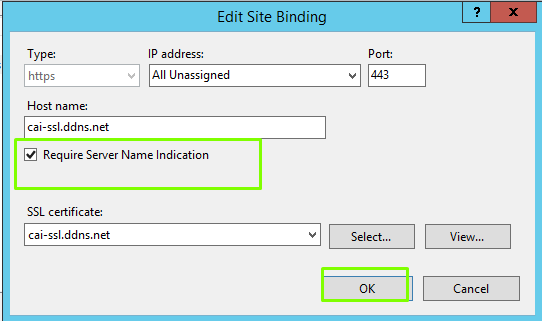 Edit Site Binding
? x
Type: IP address: Port:
https All Unassigned 443
Host name:
cai-ssl.ddns.net
Require Server Name Indication
SSL certificate:
cai-ssl.ddns.net Select... View...
OK Cancel